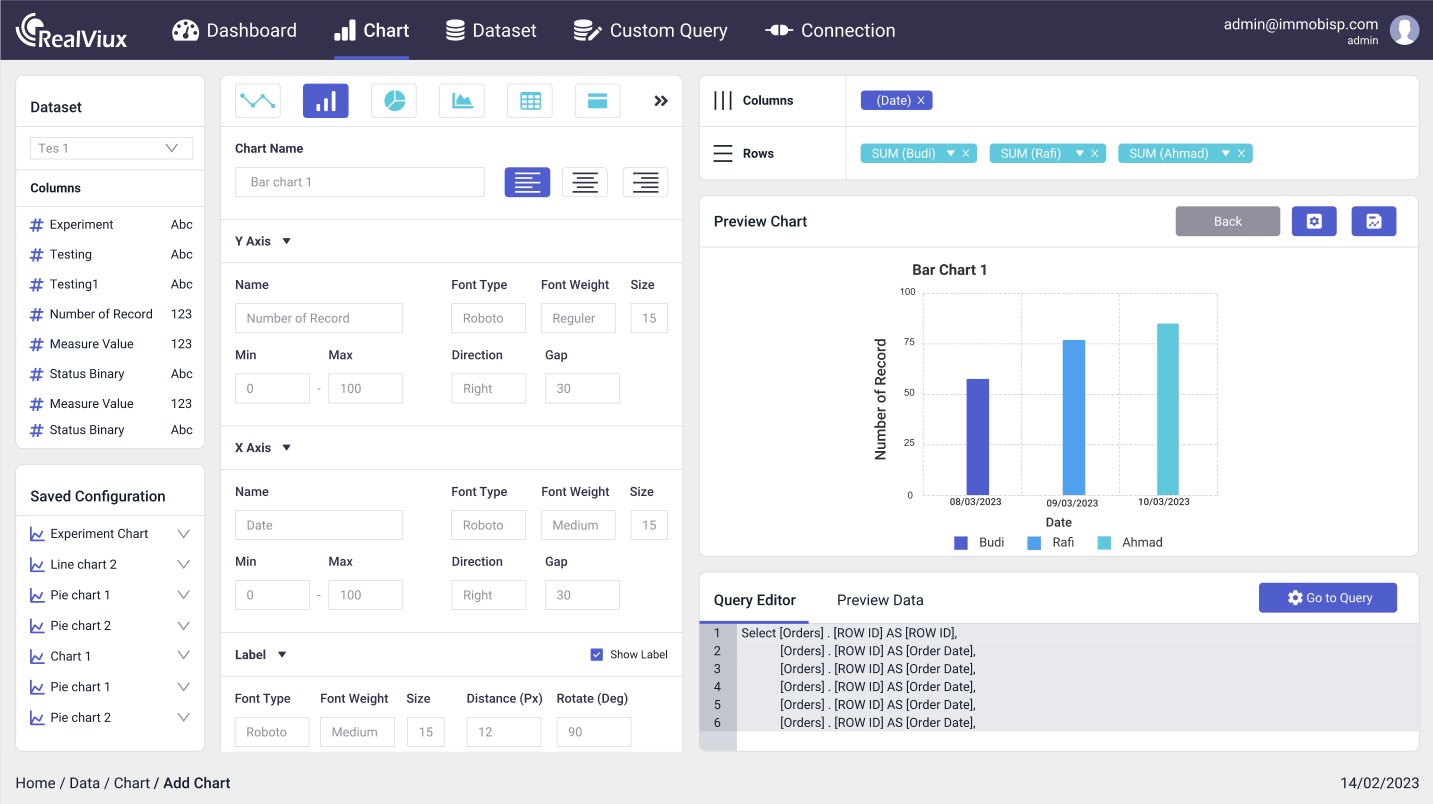 RealViux
Dashboard
Chart
Dataset
Custom Query
Connection
admin@immobisp.com
admin
Dataset
Tes 1
Columns
Experiment Abc
Testing Abc
Testing1 Abc
Number of Record 123
Measure Value 123
Status Binary Abc
Measure Value 123
Status Binary Abc
Saved Configuration
Experiment Chart
Line chart 2
Pie chart 1
Pie chart 2
Chart 1
Pie chart 1
Pie chart 2
Chart Name
Bar chart 1
Y Axis
Name Font Type Font Weight Size
Number of Record Roboto Reguler 15
Min Max Direction Gap
0 - 100 Right 30
X Axis
Name Font Type Font Weight Size
Date Roboto Medium 15
Min Max Direction Gap
0 - 100 Right 30
Label Show Label
Font Type Font Weight Size Distance (Px) Rotate (Deg)
Roboto Medium 15 12 90
Columns (Date) X
Rows SUM (Budi) X SUM (Rafi) X SUM (Ahmad) X
Preview Chart
Back
Bar Chart 1
100
75
50
25
0
Number of Record
08/03/2023 09/03/2023 10/03/2023
Date
Budi Rafi Ahmad
Query Editor Preview Data Go to Query
1 Select [Orders] . [ROW ID] AS [ROW ID],
2 [Orders] . [ROW ID] AS [Order Date],
3 [Orders] . [ROW ID] AS [Order Date],
4 [Orders] . [ROW ID] AS [Order Date],
5 [Orders] . [ROW ID] AS [Order Date],
6 [Orders] . [ROW ID] AS [Order Date],
Home / Data / Chart / Add Chart
14/02/2023